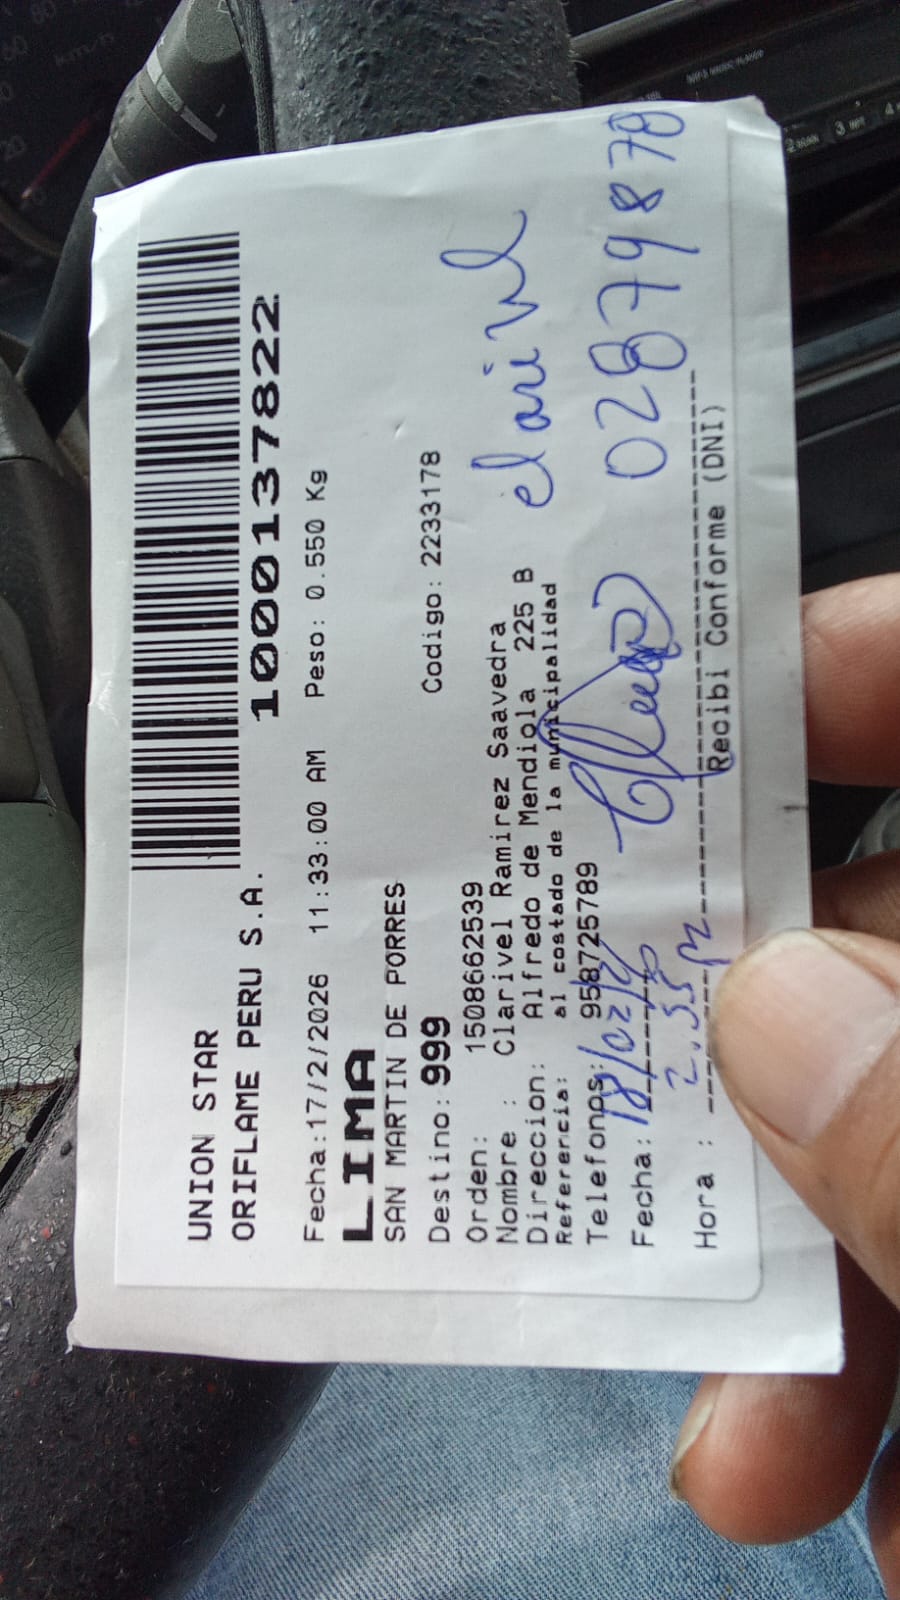 UNION STAR
ORIFLAME PERU S.A.
1000137822
Fecha:17/2/2026 11:33:00 AM Peso: 0.550 Kg
LIMA
SAN MARTIN DE PORRES
Destino: 999 Codigo: 2233178
Orden: 1508662539
Nombre : Clarivel Ramirez Saavedra
Direccion: Alfredo de Mendiola 225 B
Referencia: al costado de la municipalidad
Telefonos: 958725789
Fecha: 18/02/26
Hora : 2:55
Recibi Conforme (DNI)